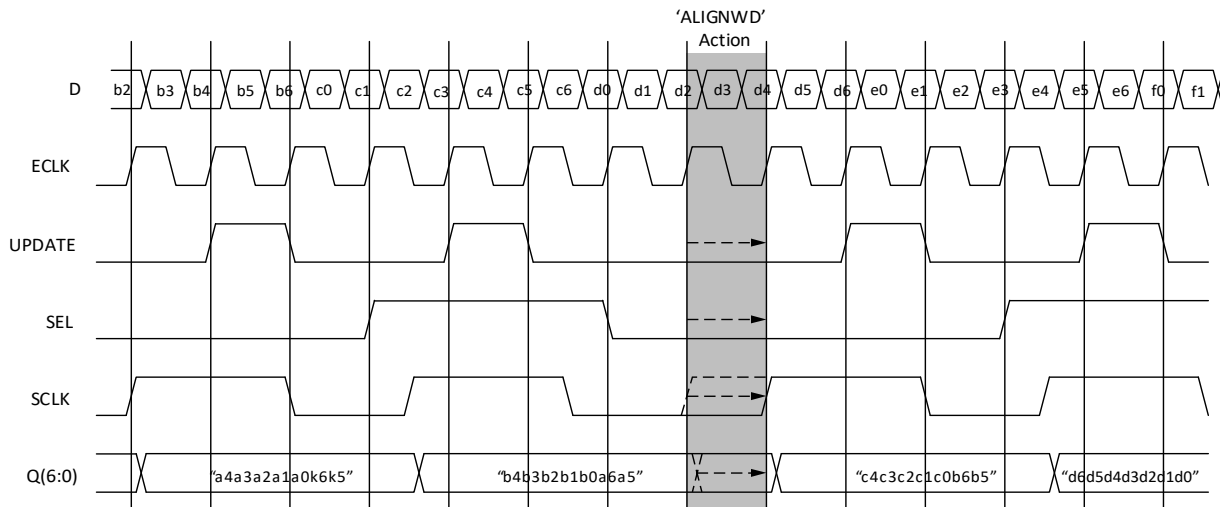 ‘ALIGNWD’
Action
D b2 b3 b4 b5 b6 c0 c1 c2 c3 c4 c5 c6 d0 d1 d2 d3 d4 d5 d6 e0 e1 e2 e3 e4 e5 e6 f0 f1
ECLK
UPDATE
SEL
SCLK
Q(6:0) “a4a3a2a1a0k6k5” “b4b3b2b1b0a6a5” “c4c3c2c1c0b6b5” “d6d5d4d3d2d1d0”